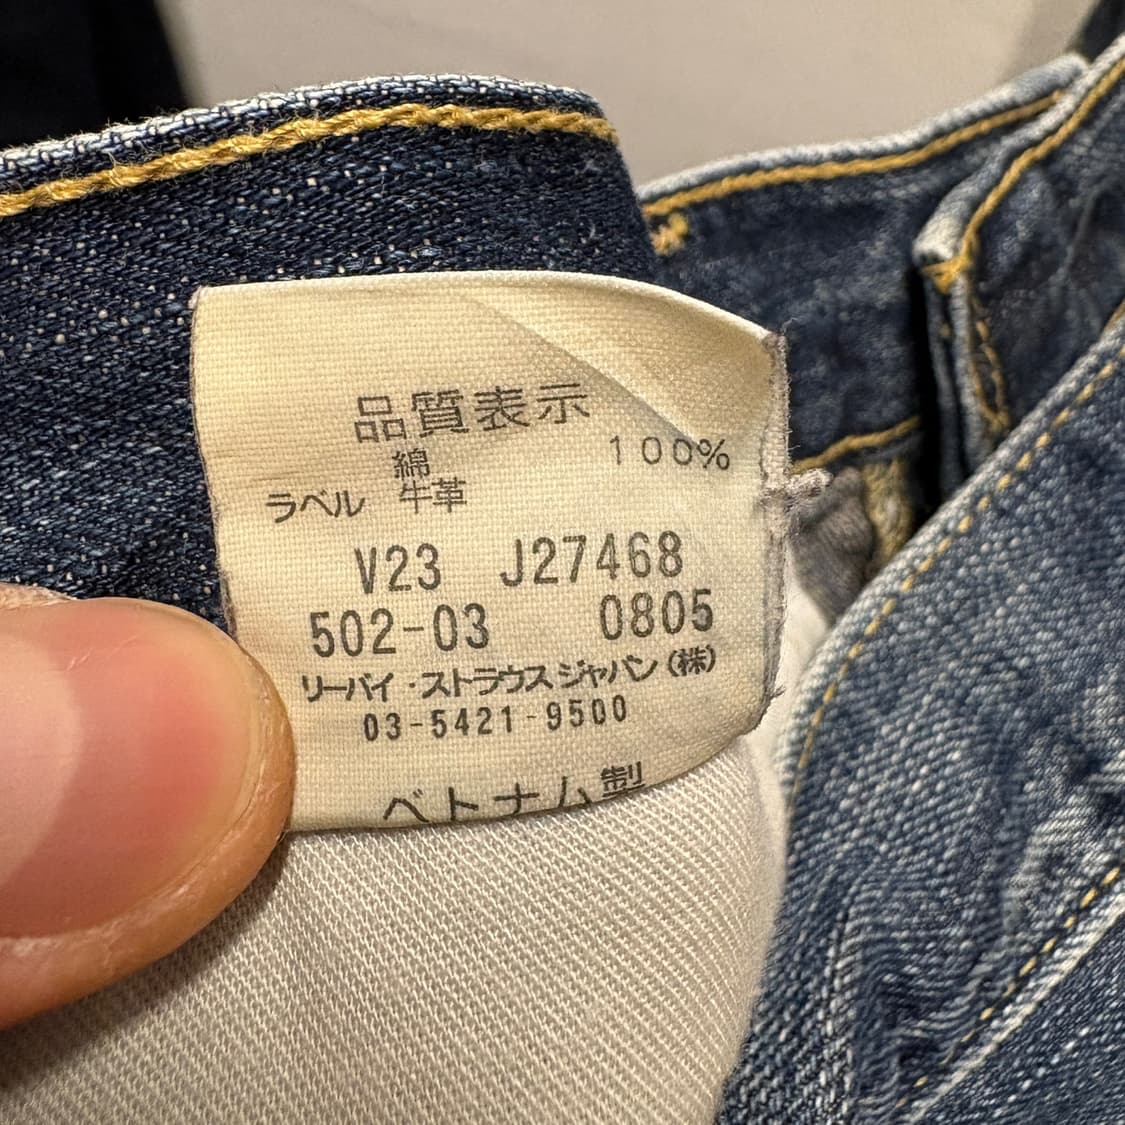 品質表示
綿 100%
ラベル 牛革
V23 J27468
502-03 0805
リーバイ・ストラウスジャパン(株)
03-5421-9500
ベトナム製